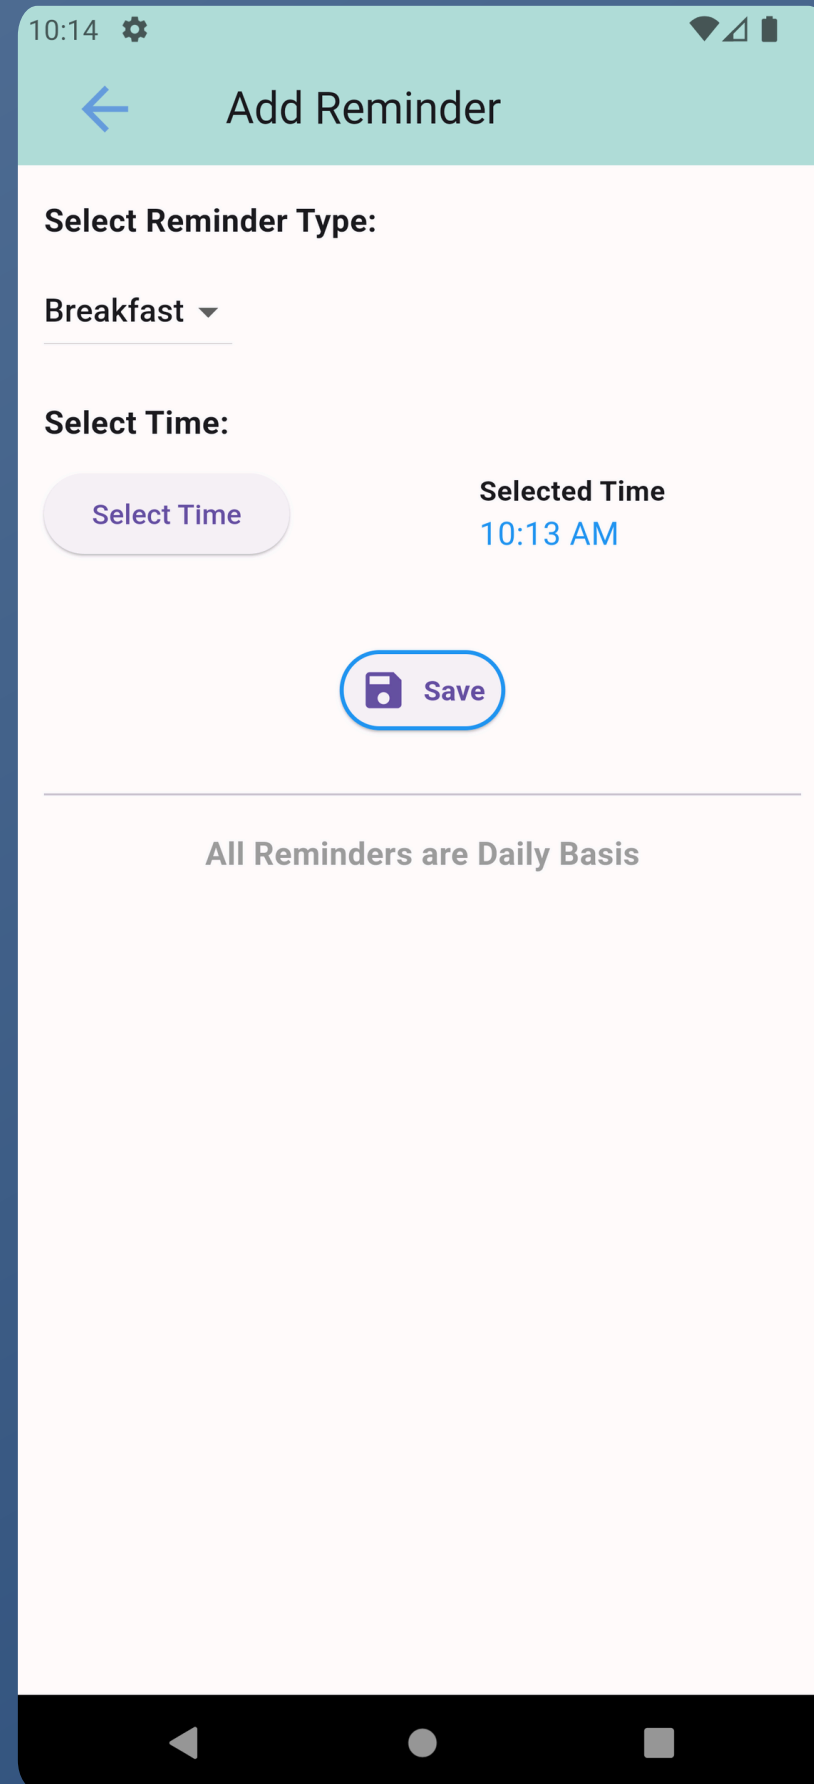 10:14
Add Reminder
Select Reminder Type:
Breakfast
Select Time:
Select Time
Selected Time
10:13 AM
Save
All Reminders are Daily Basis